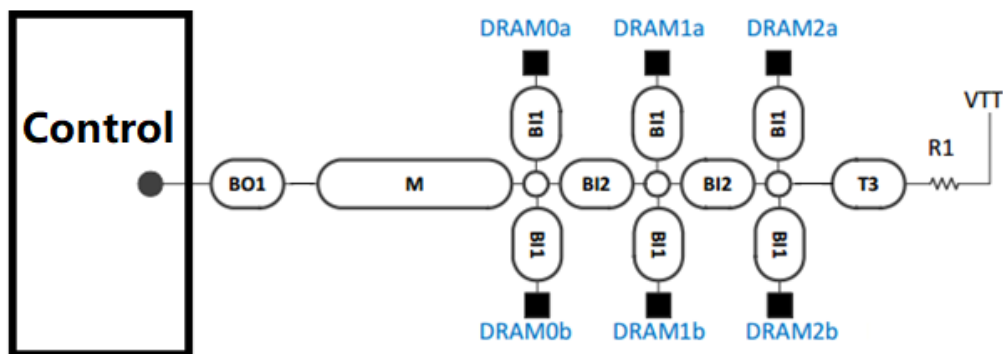 DRAM0a DRAM1a DRAM2a
Control
BI1 BI1 BI1
VTT
R1
BO1 M BI2 BI2 T3
BI1 BI1 BI1
DRAM0b DRAM1b DRAM2b